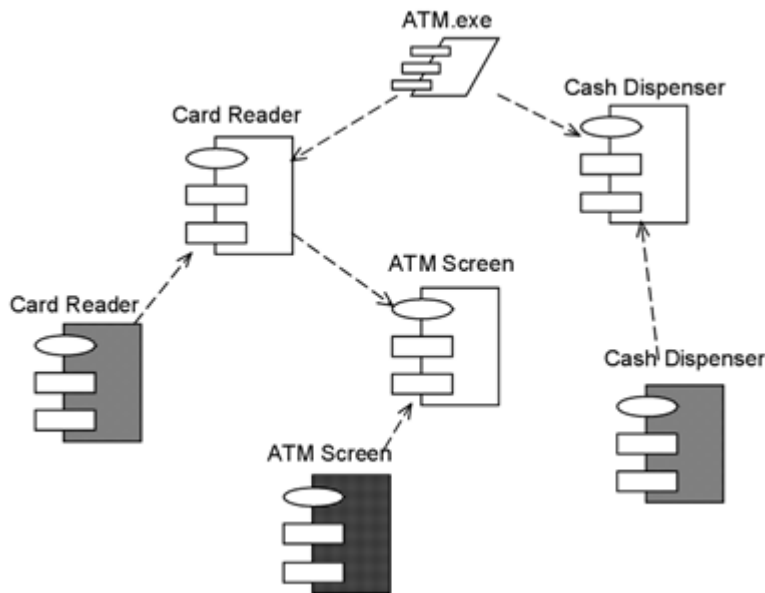 ATM.exe
Cash Dispenser
Card Reader
ATM Screen
Card Reader
Cash Dispenser
ATM Screen